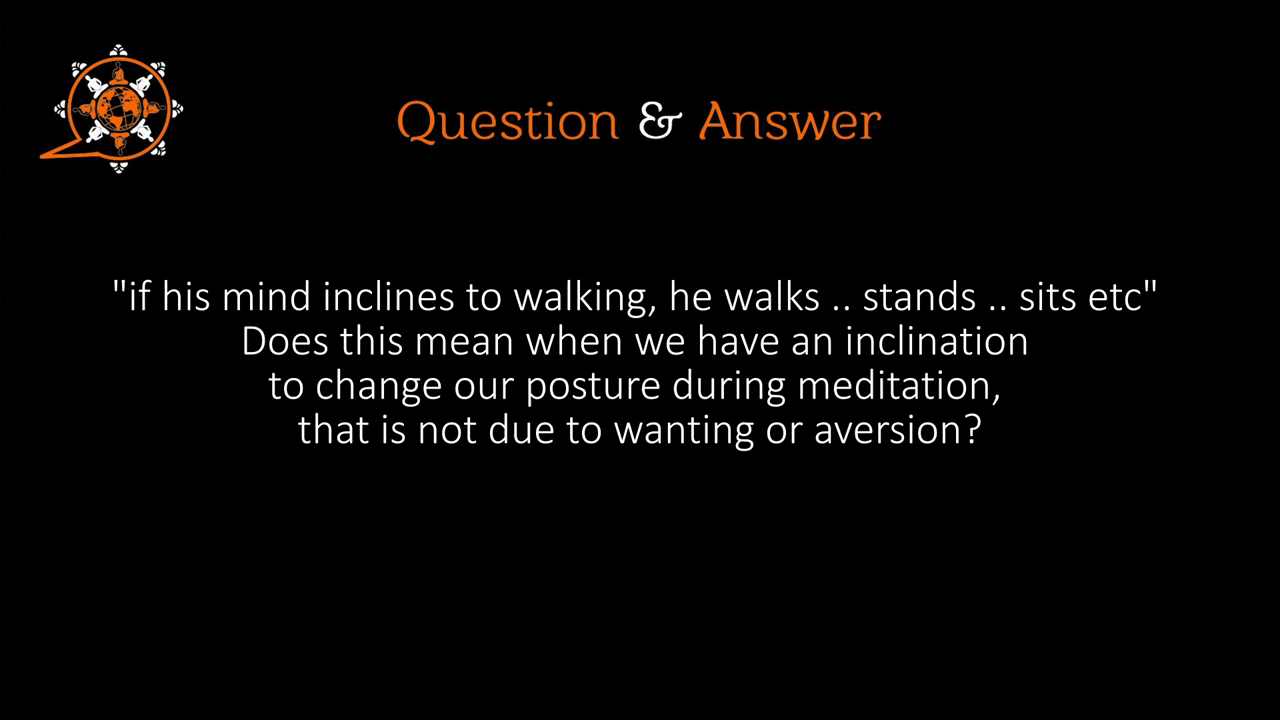 Question & Answer
"if his mind inclines to walking, he walks .. stands .. sits etc"
Does this mean when we have an inclination
to change our posture during meditation,
that is not due to wanting or aversion?